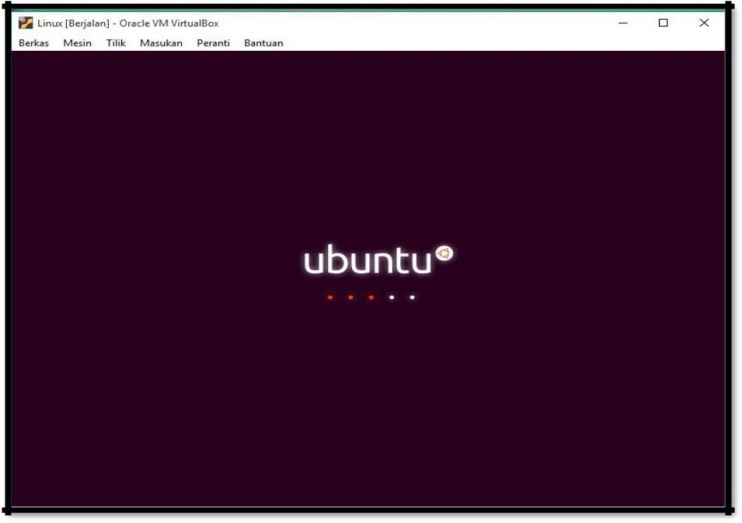 Linux [Berjalan] - Oracle VM VirtualBox
Berkas Mesin Tilik Masukan Peranti Bantuan
ubuntu